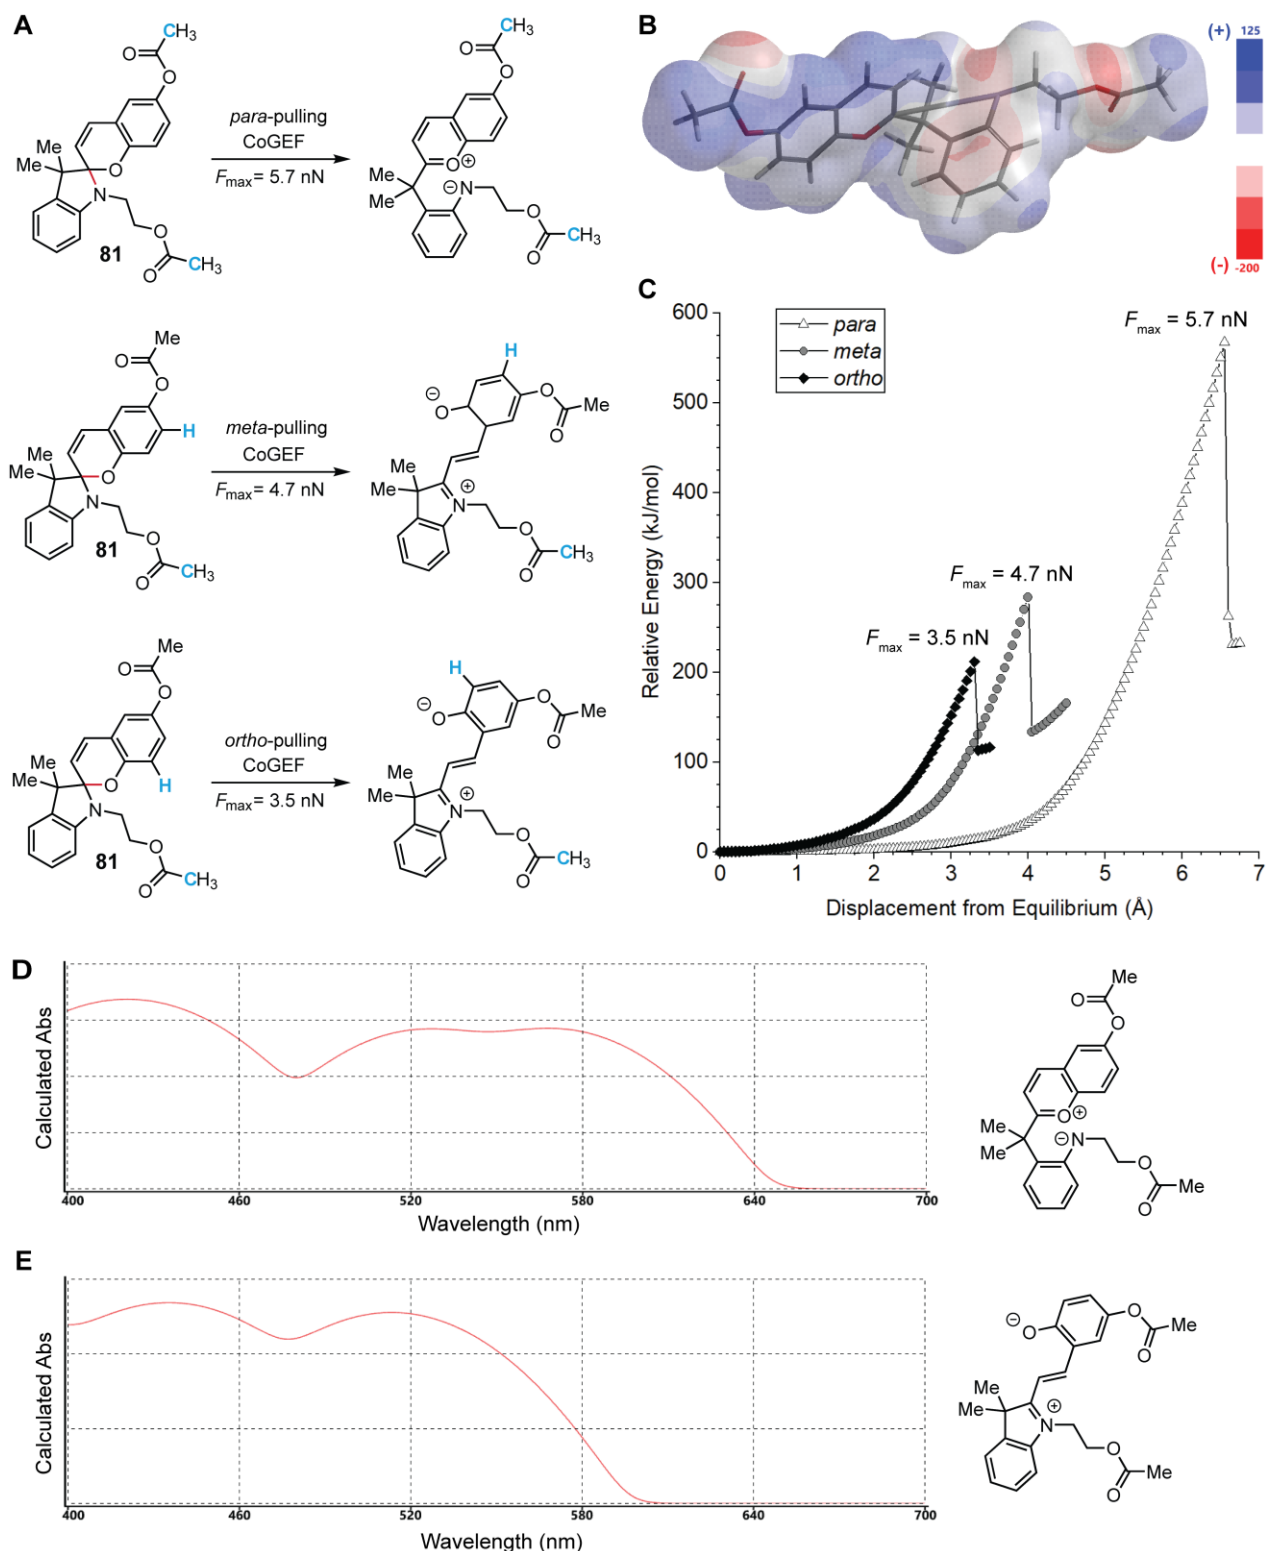 A
CH3
O
O
para-pulling
CoGEF
Fmax = 5.7 nN
Me
Me
O
N
O
O
CH3
81
CH3
O
O
O⊕
Me
Me
⊖N
O
O
CH3
Me
O
O
H
meta-pulling
CoGEF
Fmax = 4.7 nN
Me
Me
O
N
O
O
CH3
81
H
⊖O
O
Me
O
Me
Me
N⊕
O
O
CH3
Me
O
O
ortho-pulling
CoGEF
Fmax = 3.5 nN
H
Me
Me
O
N
O
O
CH3
81
H
⊖O
O
Me
O
Me
Me
N⊕
O
O
CH3
B
(+) 125
(-) -200
C
Relative Energy (kJ/mol)
600
500
400
300
200
100
0
para
meta
ortho
Fmax = 5.7 nN
Fmax = 4.7 nN
Fmax = 3.5 nN
0 1 2 3 4 5 6 7
Displacement from Equilibrium (Å)
D
Calculated Abs
400 460 520 580 640 700
Wavelength (nm)
Me
O
O
O⊕
Me
Me
⊖N
O
Me
O
E
Calculated Abs
400 460 520 580 640 700
Wavelength (nm)
⊖O
O
Me
O
Me
Me
N⊕
O
Me
O